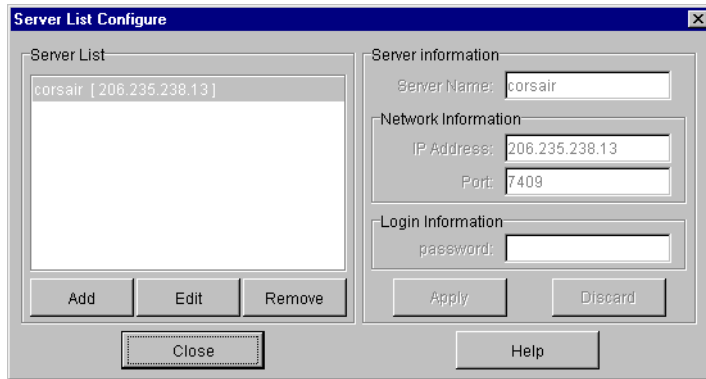 Server List Configure
Server List
corsair [206.235.238.13]
Add
Edit
Remove
Server information
Server Name: corsair
Network Information
IP Address: 206.235.238.13
Port: 7409
Login Information
password:
Apply
Discard
Close
Help